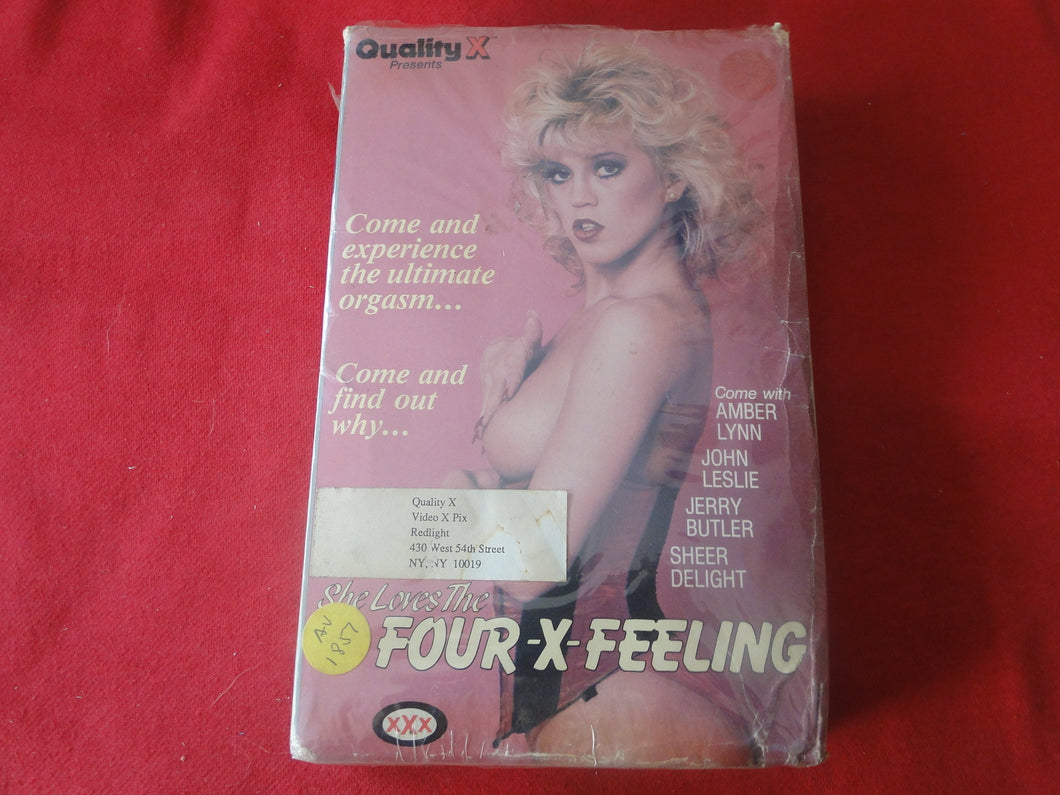 Quality X™
Presents
Come and
experience
the ultimate
orgasm...
Come and
find out
why...
Come with
AMBER
LYNN
JOHN
LESLIE
JERRY
BUTLER
SHEER
DELIGHT
Quality X
Video X Pix
Redlight
430 West 54th Street
NY, NY 10019
She Loves The
FOUR-X-FEELING
AV
1857
XXX